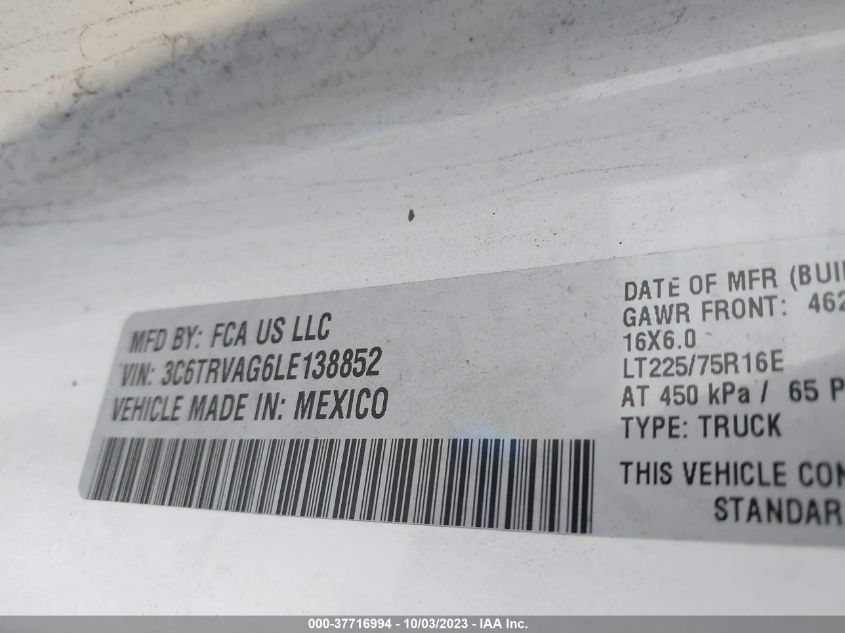 MFD BY: FCA US LLC
VIN: 3C6TRVAG6LE138852
VEHICLE MADE IN: MEXICO
DATE OF MFR (BUI
GAWR FRONT: 462
16X6.0
LT225/75R16E
AT 450 kPa / 65 P
TYPE: TRUCK
THIS VEHICLE CON
STANDAR
000-37716994 - 10/03/2023 - IAA Inc.